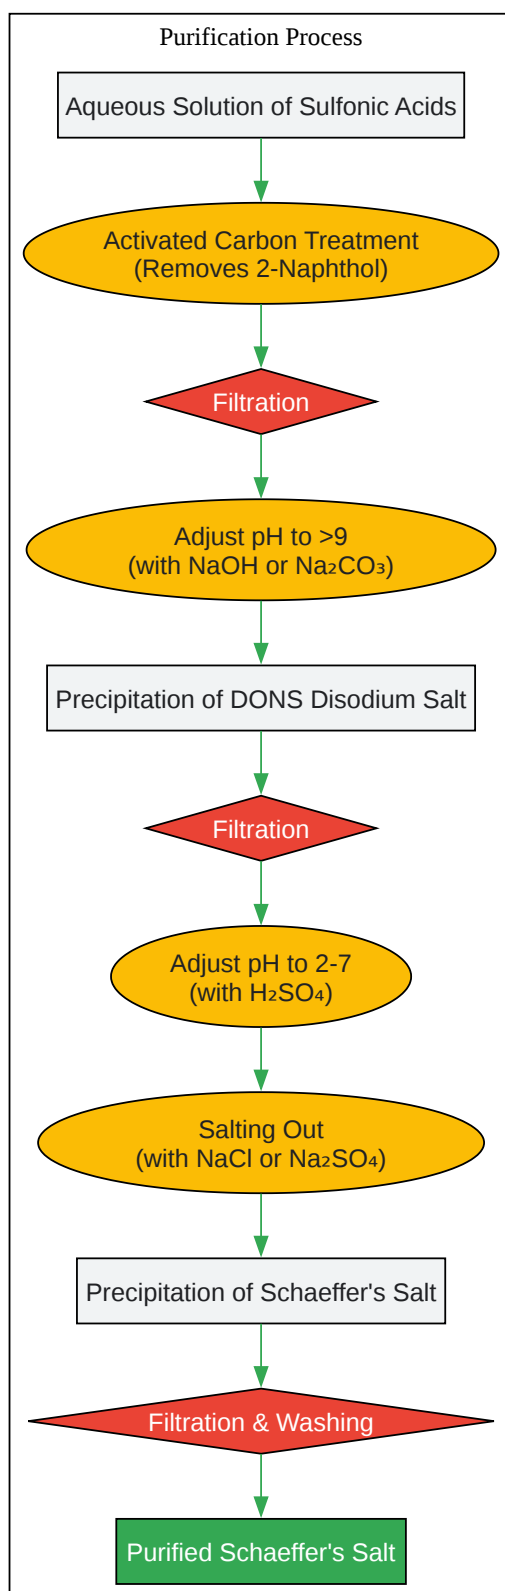 Purification Process
Aqueous Solution of Sulfonic Acids
Activated Carbon Treatment
(Removes 2-Naphthol)
Filtration
Adjust pH to >9
(with NaOH or Na₂CO₃)
Precipitation of DONS Disodium Salt
Filtration
Adjust pH to 2-7
(with H₂SO₄)
Salting Out
(with NaCl or Na₂SO₄)
Precipitation of Schaeffer's Salt
Filtration & Washing
Purified Schaeffer's Salt